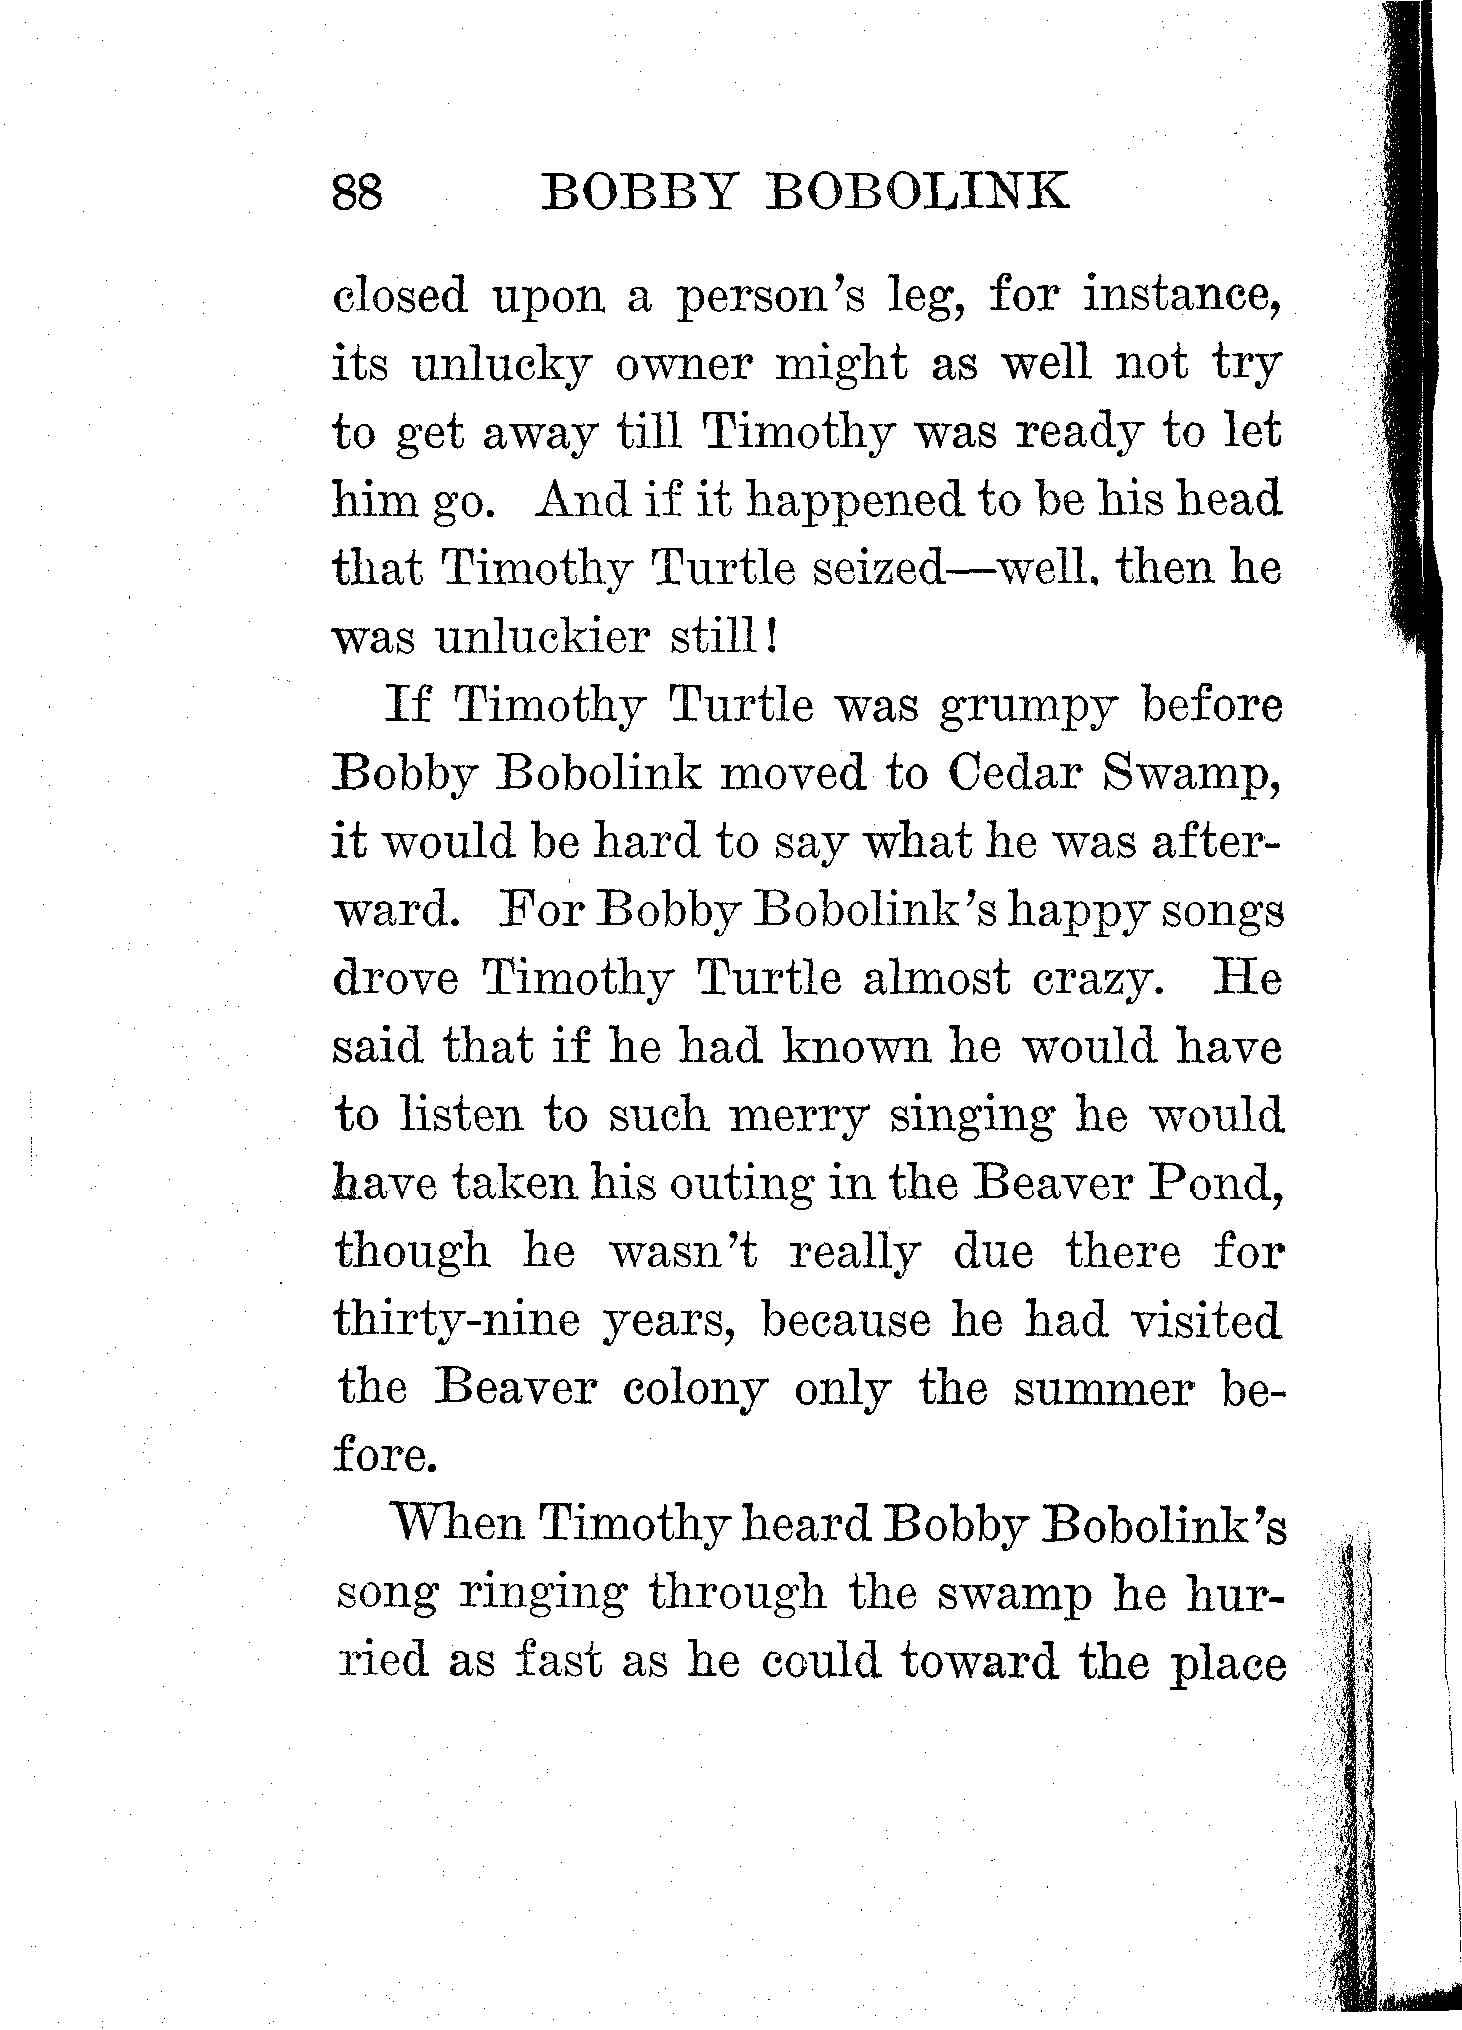 88 BOBBY BOBOLINK
closed upon a person's leg, for instance,
its unlucky owner might as well not try
to get away till Timothy was ready to let
him go. And if it happened to be his head
that Timothy Turtle seized—well, then he
was unluckier still!
If Timothy Turtle was grumpy before
Bobby Bobolink moved to Cedar Swamp,
it would be hard to say what he was after-
ward. For Bobby Bobolink's happy songs
drove Timothy Turtle almost crazy. He
said that if he had known he would have
to listen to such merry singing he would
have taken his outing in the Beaver Pond,
though he wasn't really due there for
thirty-nine years, because he had visited
the Beaver colony only the summer be-
fore.
When Timothy heard Bobby Bobolink's
song ringing through the swamp he hur-
ried as fast as he could toward the place